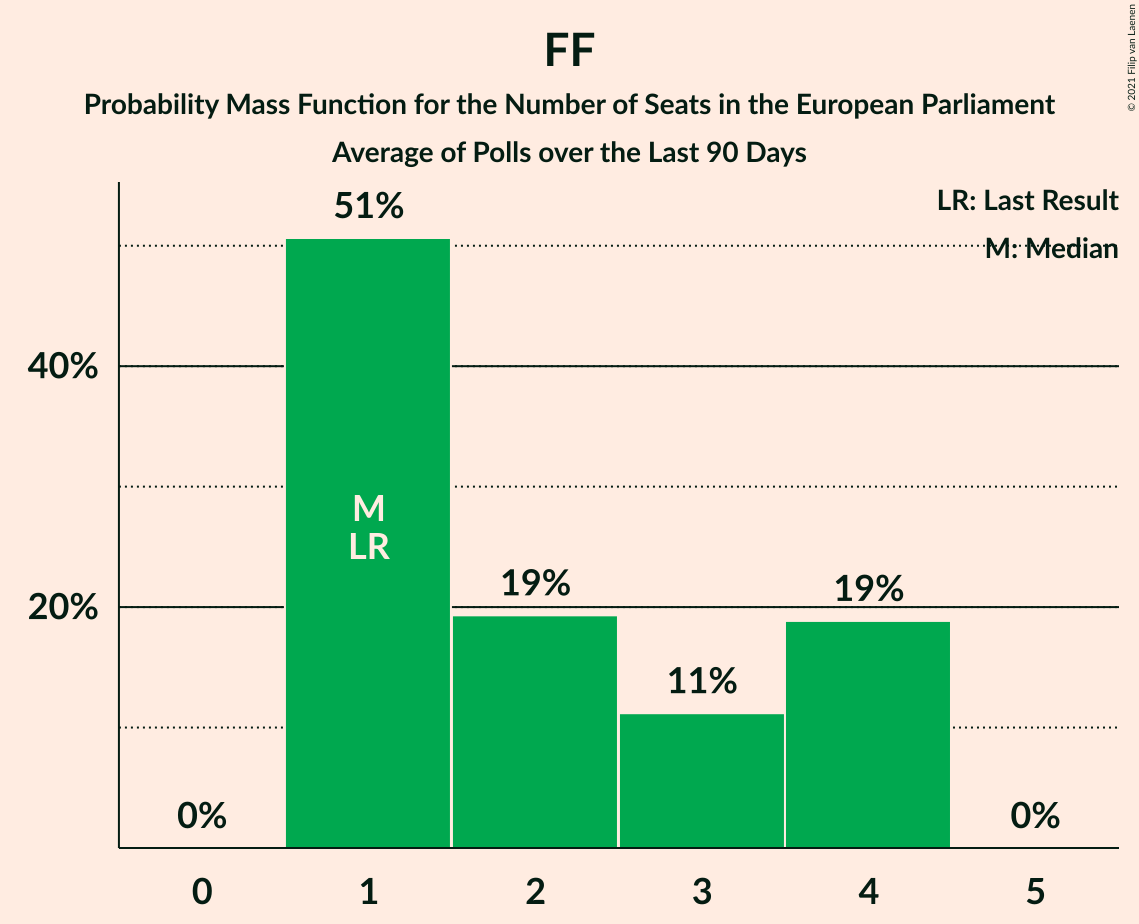 FF
Probability Mass Function for the Number of Seats in the European Parliament
Average of Polls over the Last 90 Days
© 2021 Filip van Laenen
LR: Last Result
M: Median
51%
40%
M
LR
19%
19%
20%
11%
0%
0%
0 1 2 3 4 5